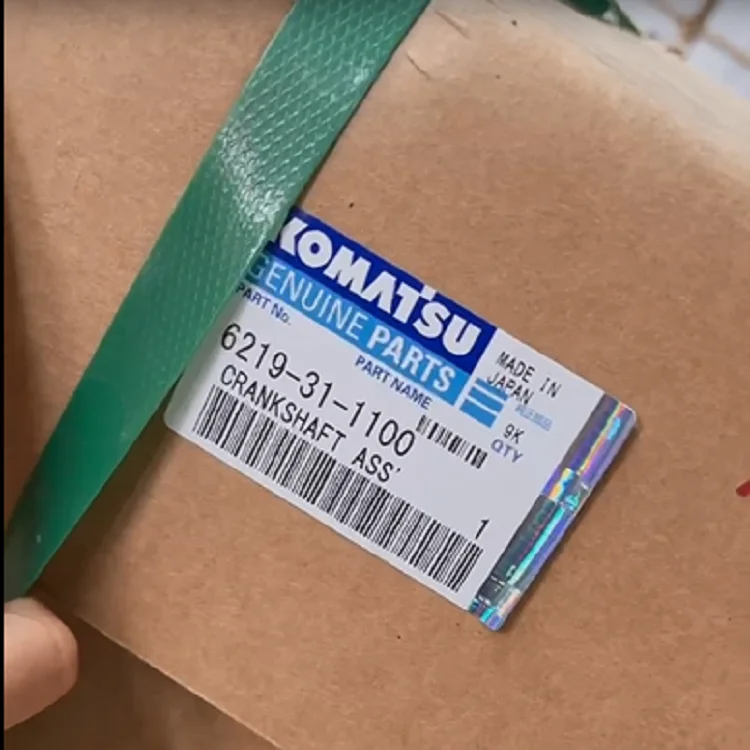 KOMATSU
GENUINE PARTS
PART No.
6219-31-1100
PART NAME
CRANKSHAFT ASS'
MADE IN
JAPAN
9K
QTY
1